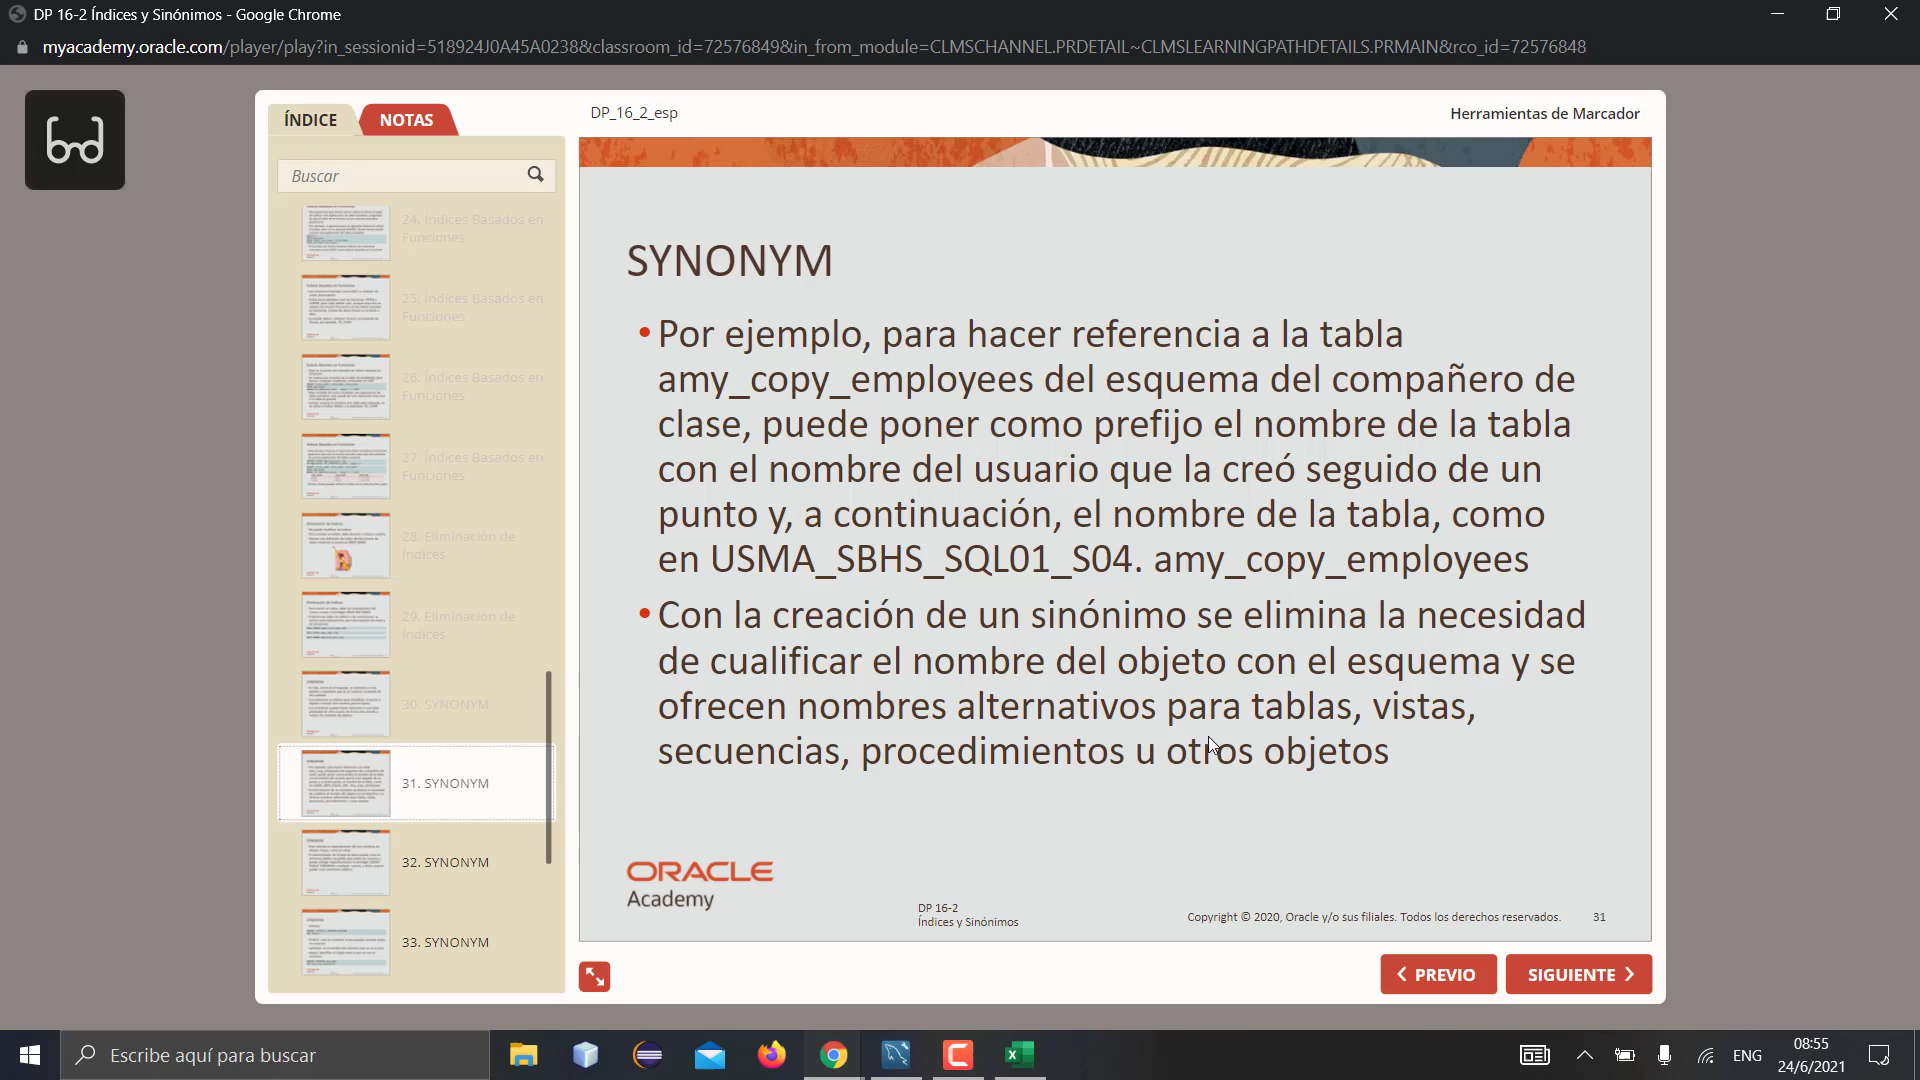 DP 16-2 Índices y Sinónimos - Google Chrome
myacademy.oracle.com/player/play?in_sessionid=518924J0A45A0238&classroom_id=72576849&in_from_module=CLMSCHANNEL.PRDETAIL~CLMSLEARNINGPATHDETAILS.PRMAIN&rco_id=72576848
ÍNDICE
NOTAS
DP_16_2_esp
Herramientas de Marcador
Buscar
24. Índices Basados en
Funciones
25. Índices Basados en
Funciones
26. Índices Basados en
Funciones
27. Índices Basados en
Funciones
28. Eliminación de
Índices
29. Eliminación de
Índices
30. SYNONYM
31. SYNONYM
32. SYNONYM
33. SYNONYM
SYNONYM
• Por ejemplo, para hacer referencia a la tabla
amy_copy_employees del esquema del compañero de
clase, puede poner como prefijo el nombre de la tabla
con el nombre del usuario que la creó seguido de un
punto y, a continuación, el nombre de la tabla, como
en USMA_SBHS_SQL01_S04. amy_copy_employees
• Con la creación de un sinónimo se elimina la necesidad
de cualificar el nombre del objeto con el esquema y se
ofrecen nombres alternativos para tablas, vistas,
secuencias, procedimientos u otros objetos
ORACLE
Academy
DP 16-2
Índices y Sinónimos
Copyright © 2020, Oracle y/o sus filiales. Todos los derechos reservados.
31
PREVIO
SIGUIENTE
Escribe aquí para buscar
ENG
08:55
24/6/2021